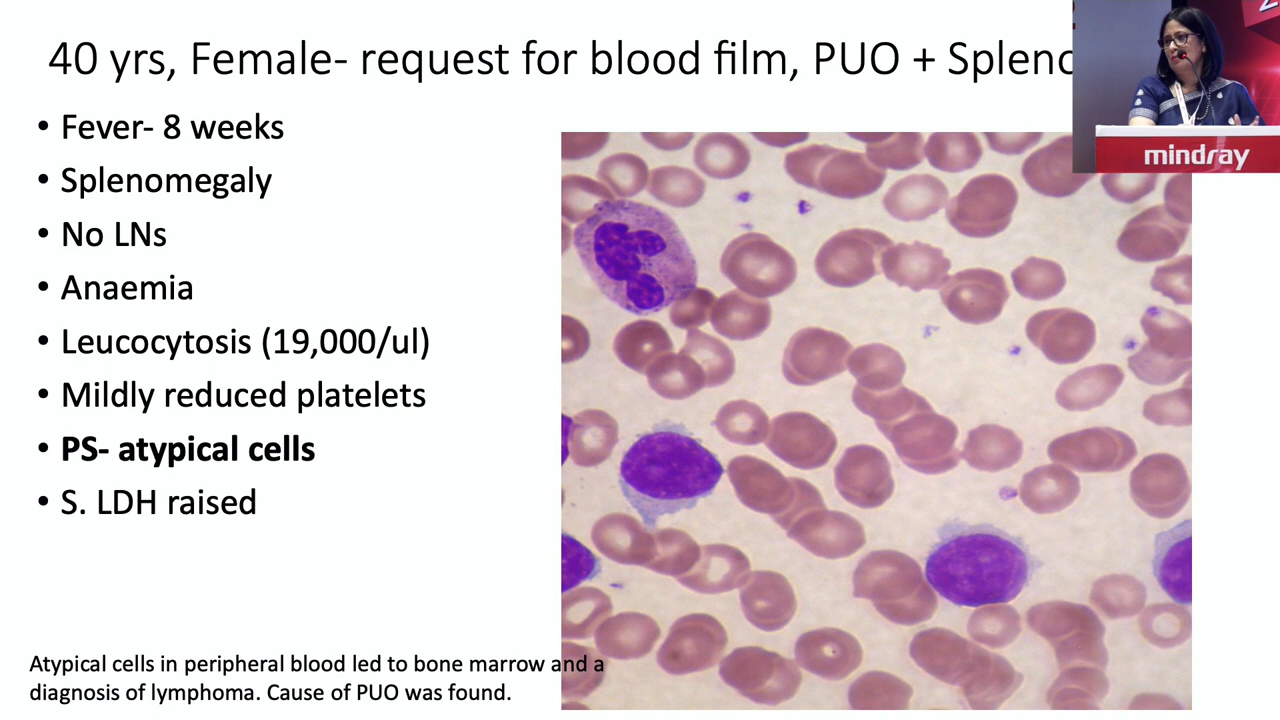 40 yrs, Female- request for blood film, PUO + Splenc
• Fever- 8 weeks
• Splenomegaly
• No LNs
• Anaemia
• Leucocytosis (19,000/ul)
• Mildly reduced platelets
• PS- atypical cells
• S. LDH raised
Atypical cells in peripheral blood led to bone marrow and a
diagnosis of lymphoma. Cause of PUO was found.
mindray